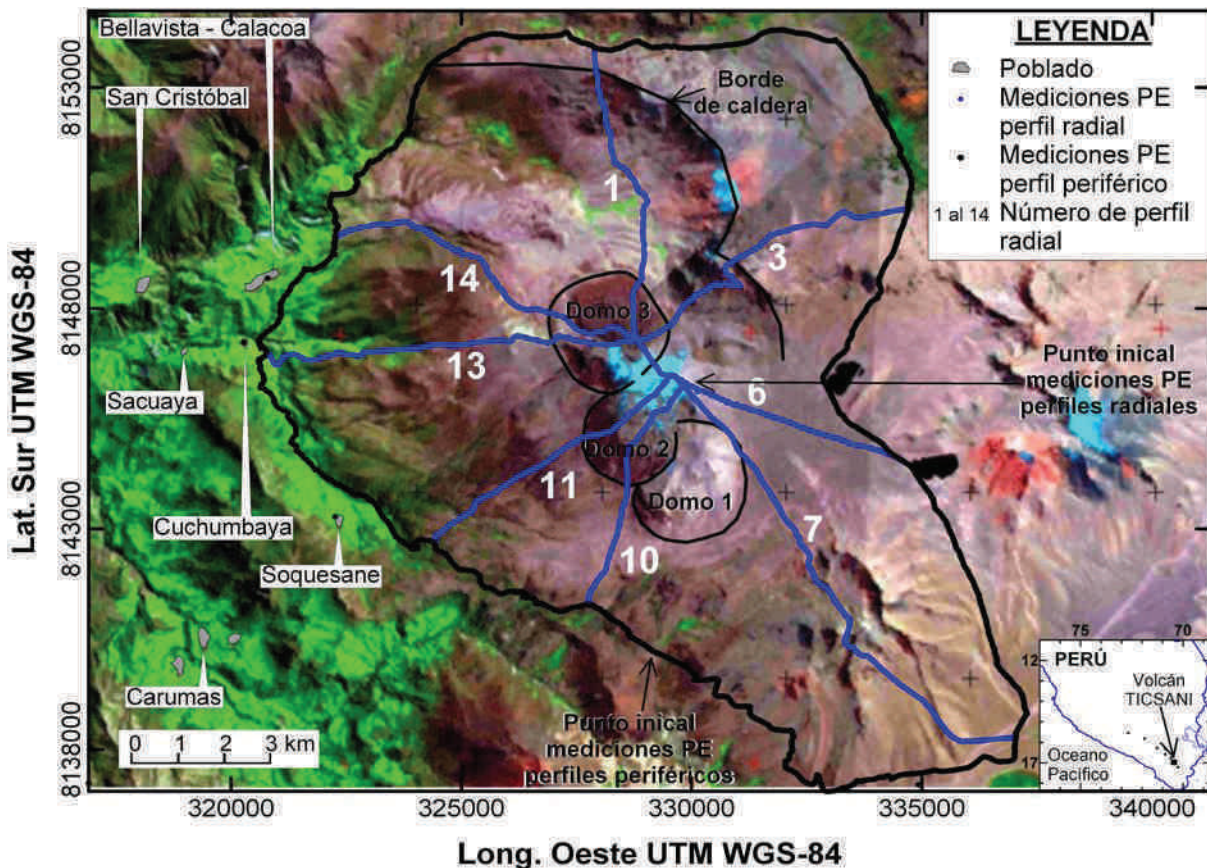 Bellavista - Calacoa
San Cristóbal
Borde
de caldera
LEYENDA
Poblado
Mediciones PE
perfil radial
Mediciones PE
perfil periférico
1 al 14 Número de perfil
radial
1
3
14
Domo 3
13
6
Punto inical
mediciones PE
perfiles radiales
Sacuaya
Domo 2
11
Domo 1
Cuchumbaya
7
10
Soquesane
Carumas
Punto inical
mediciones PE
perfiles periféricos
0 1 2 3 km
75 70
PERÚ
12
Volcán
TICSANI
17
Oceano
Pacífico
8153000
8148000
8143000
8138000
Lat. Sur UTM WGS-84
320000 325000 330000 335000 340000
Long. Oeste UTM WGS-84